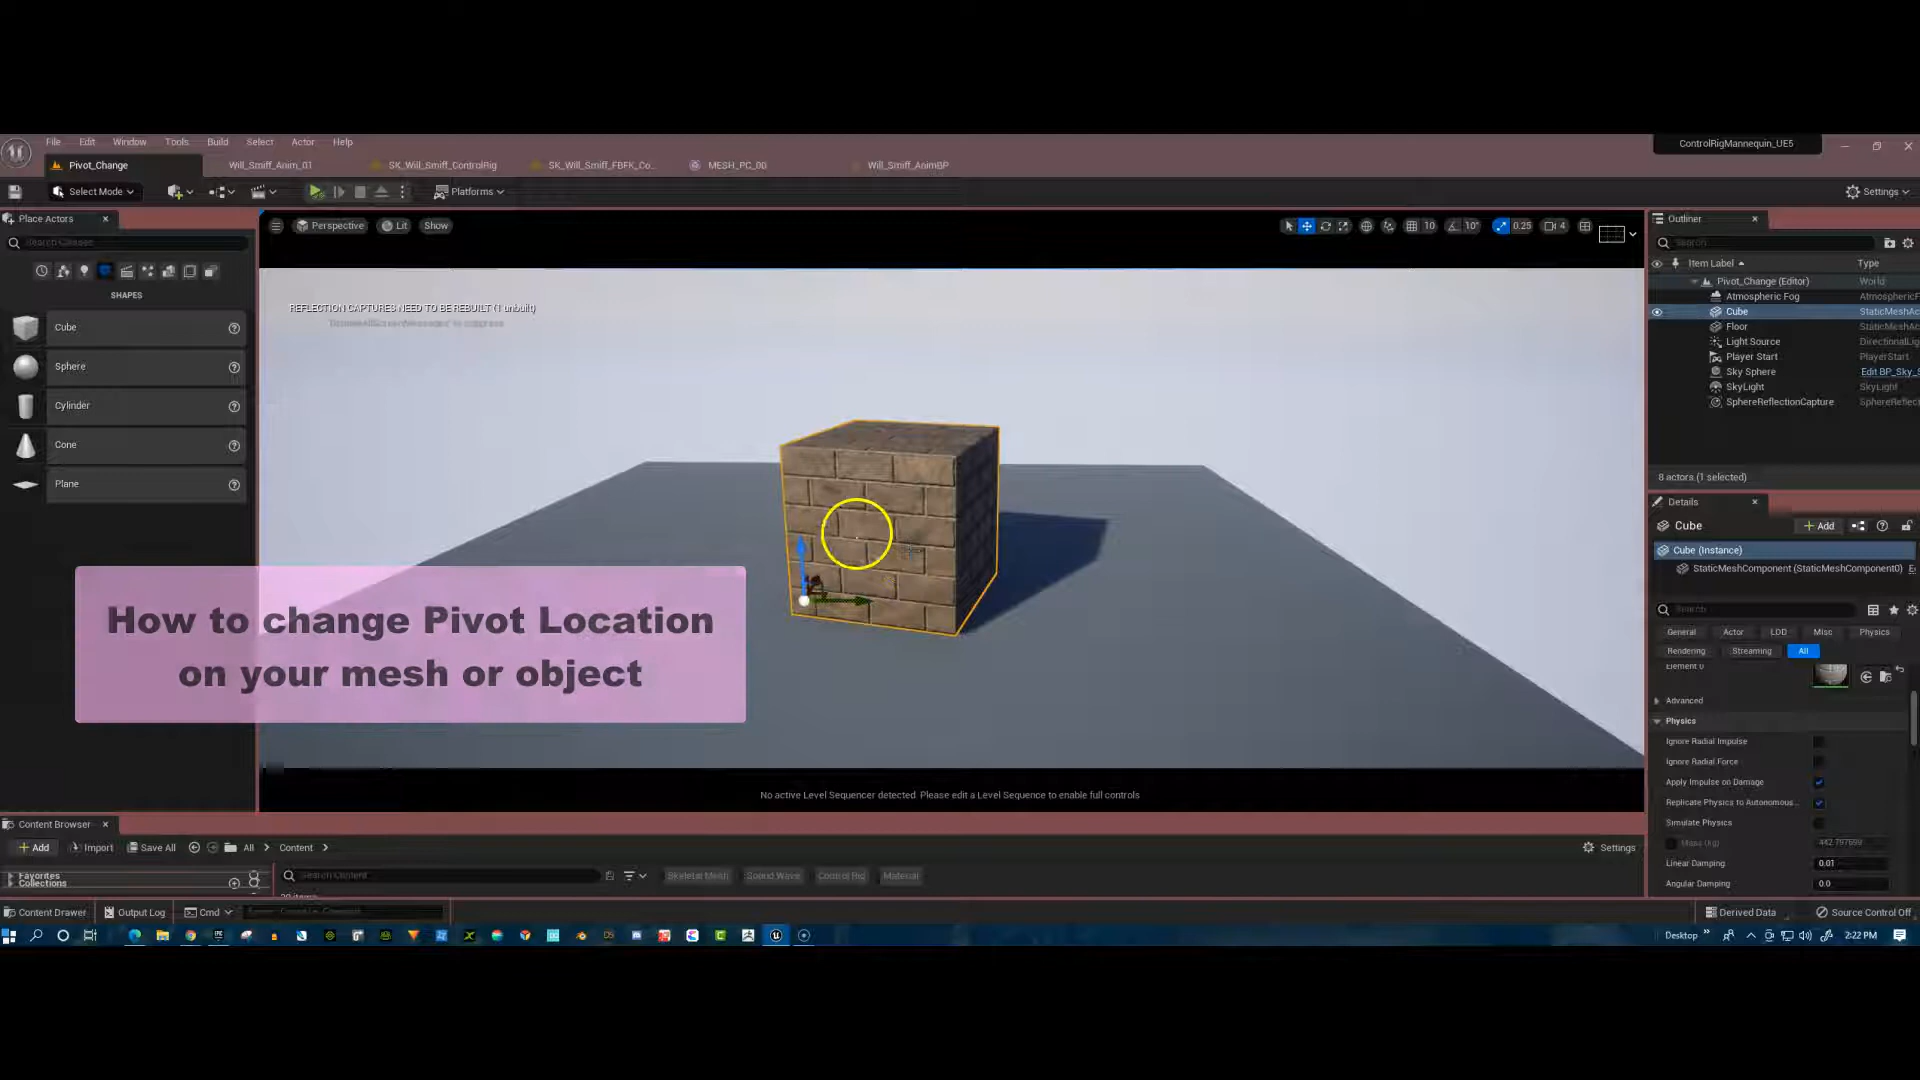 File Edit Window Tools Build Select Actor Help
ControlRigMannequin_UE5
Pivot_Change Will_Smiff_Anim_01 SK_Will_Smiff_ControlRig SK_Will_Smiff_FBFK_Co... MESH_PC_00 Will_Smiff_AnimBP
Select Mode Platforms Settings
Place Actors
Search Classes
SHAPES
Cube
Sphere
Cylinder
Cone
Plane
Perspective Lit Show 10 10° 0.25 4
REFLECTION CAPTURES NEED TO BE REBUILT (1 unbuilt)
How to change Pivot Location
on your mesh or object
No active Level Sequencer detected. Please edit a Level Sequence to enable full controls
Outliner
Search...
Item Label Type
Pivot_Change (Editor) World
Atmospheric Fog AtmosphericF
Cube StaticMeshAc
Floor StaticMeshAc
Light Source DirectionalLig
Player Start PlayerStart
Sky Sphere Edit BP_Sky_S
SkyLight SkyLight
SphereReflectionCapture SphereReflect
8 actors (1 selected)
Details
Cube Add
Cube (Instance)
StaticMeshComponent (StaticMeshComponent0) E
Search
General Actor LOD Misc Physics
Rendering Streaming All
Element 0
Advanced
Physics
Ignore Radial Impulse
Ignore Radial Force
Apply Impulse on Damage
Replicate Physics to Autonomous...
Simulate Physics
Mass (kg) 442.797699
Linear Damping 0.01
Angular Damping 0.0
Content Browser
Add Import Save All All Content Settings
Favorites
Collections
Search Content
Skeletal Mesh Sound Wave Control Rig Material
Content Drawer Output Log Cmd Derived Data Source Control Off
Desktop 2:22 PM